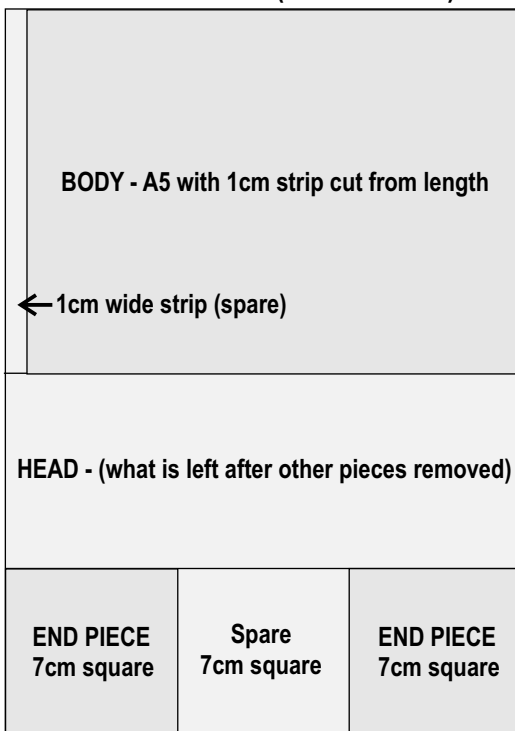 BODY - A5 with 1cm strip cut from length
1cm wide strip (spare)
HEAD - (what is left after other pieces removed)
END PIECE
7cm square
Spare
7cm square
END PIECE
7cm square